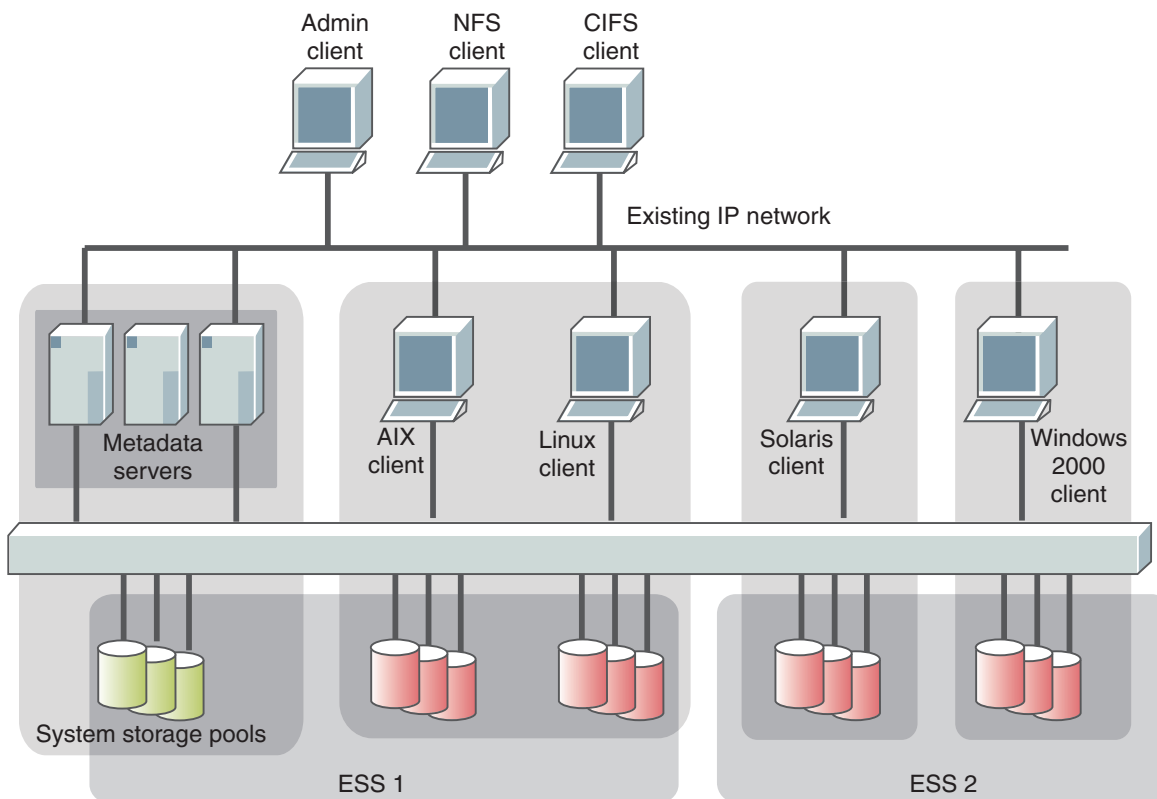 Admin
client
NFS
client
CIFS
client
Existing IP network
Metadata
servers
AIX
client
Linux
client
Solaris
client
Windows
2000
client
System storage pools
ESS 1
ESS 2